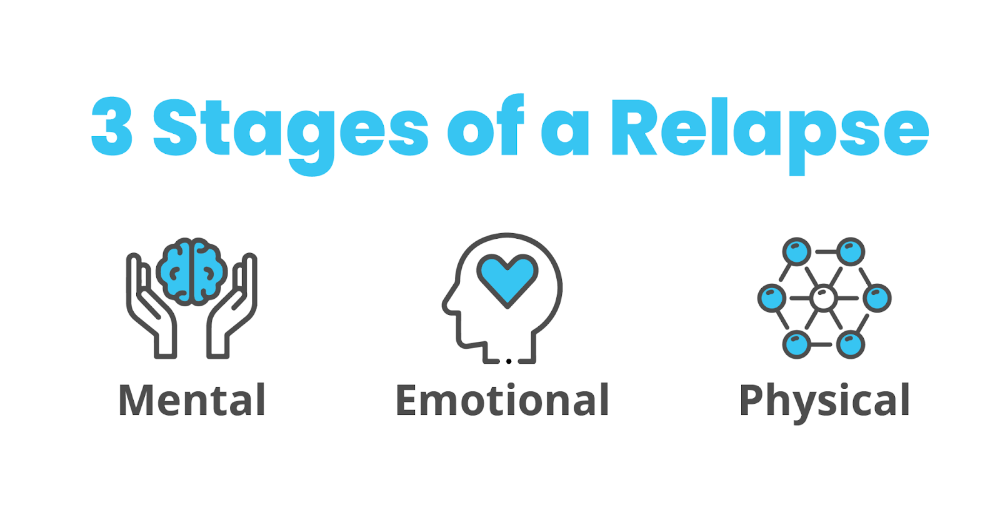 3 Stages of a Relapse
Mental
Emotional
Physical